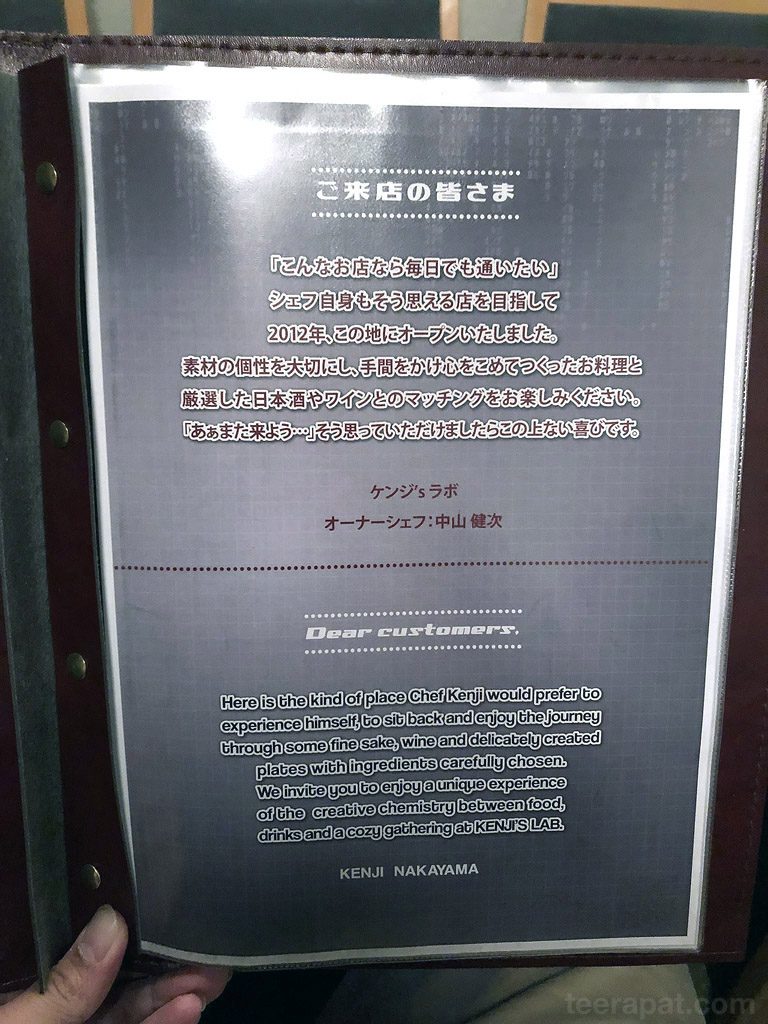 ご来店の皆さま
「こんなお店なら毎日でも通いたい」
シェフ自身もそう思える店を目指して
2012年、この地にオープンいたしました。
素材の個性を大切にし、手間をかけ心をこめてつくったお料理と
厳選した日本酒やワインとのマッチングをお楽しみください。
「あぁまた来よう…」そう思っていただけましたらこの上ない喜びです。
ケンジ's ラボ
オーナーシェフ：中山 健次
Dear customers,
Here is the kind of place Chef Kenji would prefer to
experience himself, to sit back and enjoy the journey
through some fine sake, wine and delicately created
plates with ingredients carefully chosen.
We invite you to enjoy a unique experience
of the creative chemistry between food,
drinks and a cozy gathering at KENJI'S LAB.
KENJI NAKAYAMA
teerapat.com